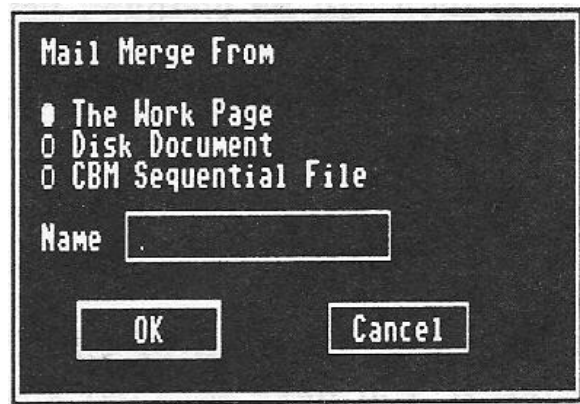 Mail Merge From
The Work Page
Disk Document
CBM Sequential File
Name
OK
Cancel